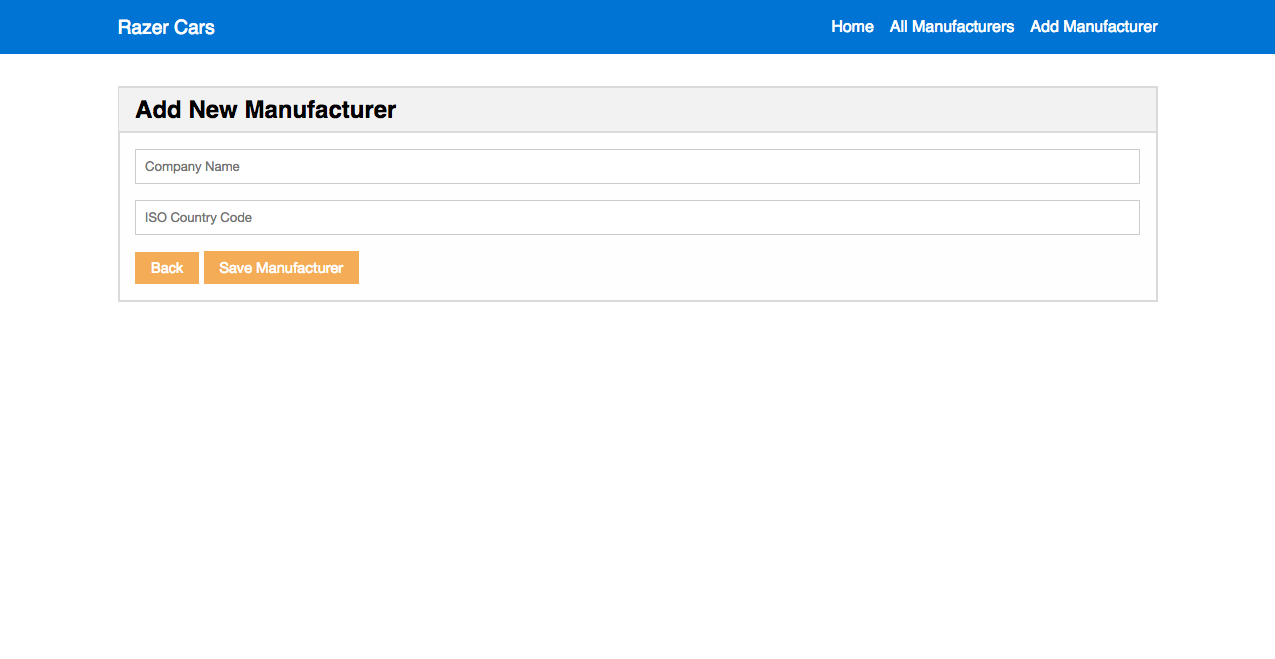 Razer Cars Home All Manufacturers Add Manufacturer
Add New Manufacturer
Company Name
ISO Country Code
Back Save Manufacturer